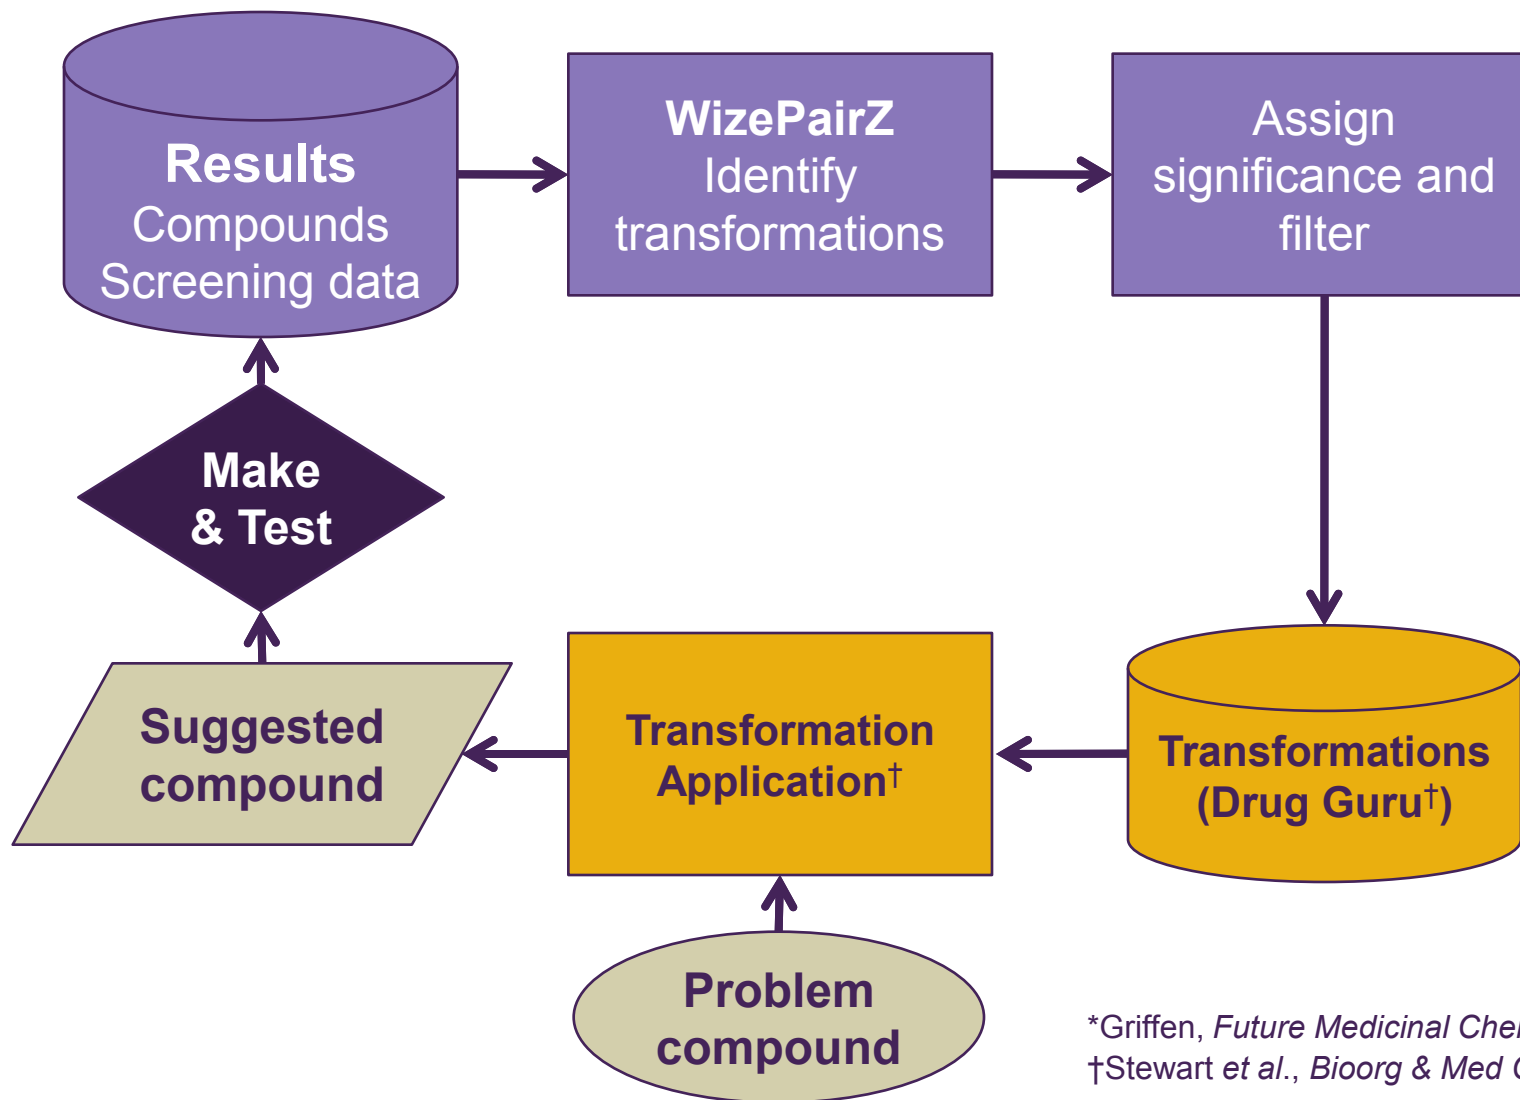 Results
Compounds
Screening data
WizePairZ
Identify
transformations
Assign
significance and
filter
Make
& Test
Suggested
compound
Transformation
Application†
Transformations
(Drug Guru†)
Problem
compound
*Griffen, Future Medicinal
†Stewart et al., Bioorg & Med